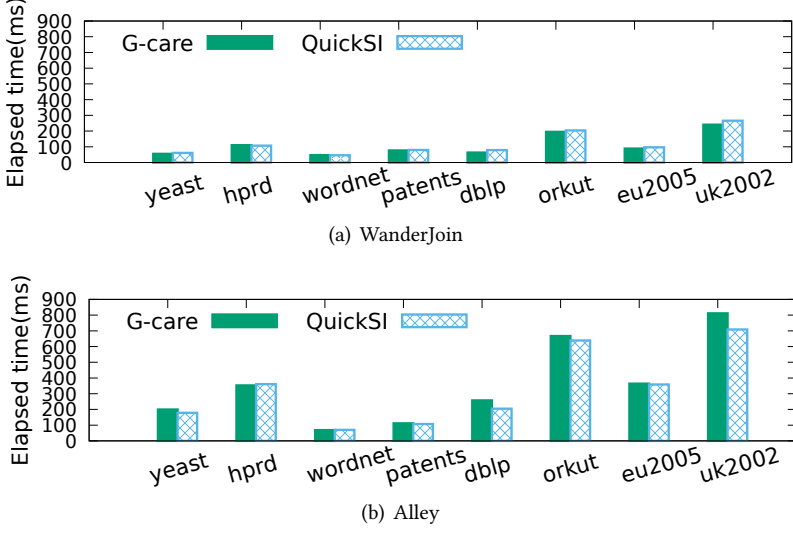 Elapsed time(ms)
900
800
700
600
500
400
300
200
100
0
G-care QuickSI
yeast hprd wordnet patents dblp orkut eu2005 uk2002
(a) WanderJoin
Elapsed time(ms)
900
800
700
600
500
400
300
200
100
0
G-care QuickSI
yeast hprd wordnet patents dblp orkut eu2005 uk2002
(b) Alley